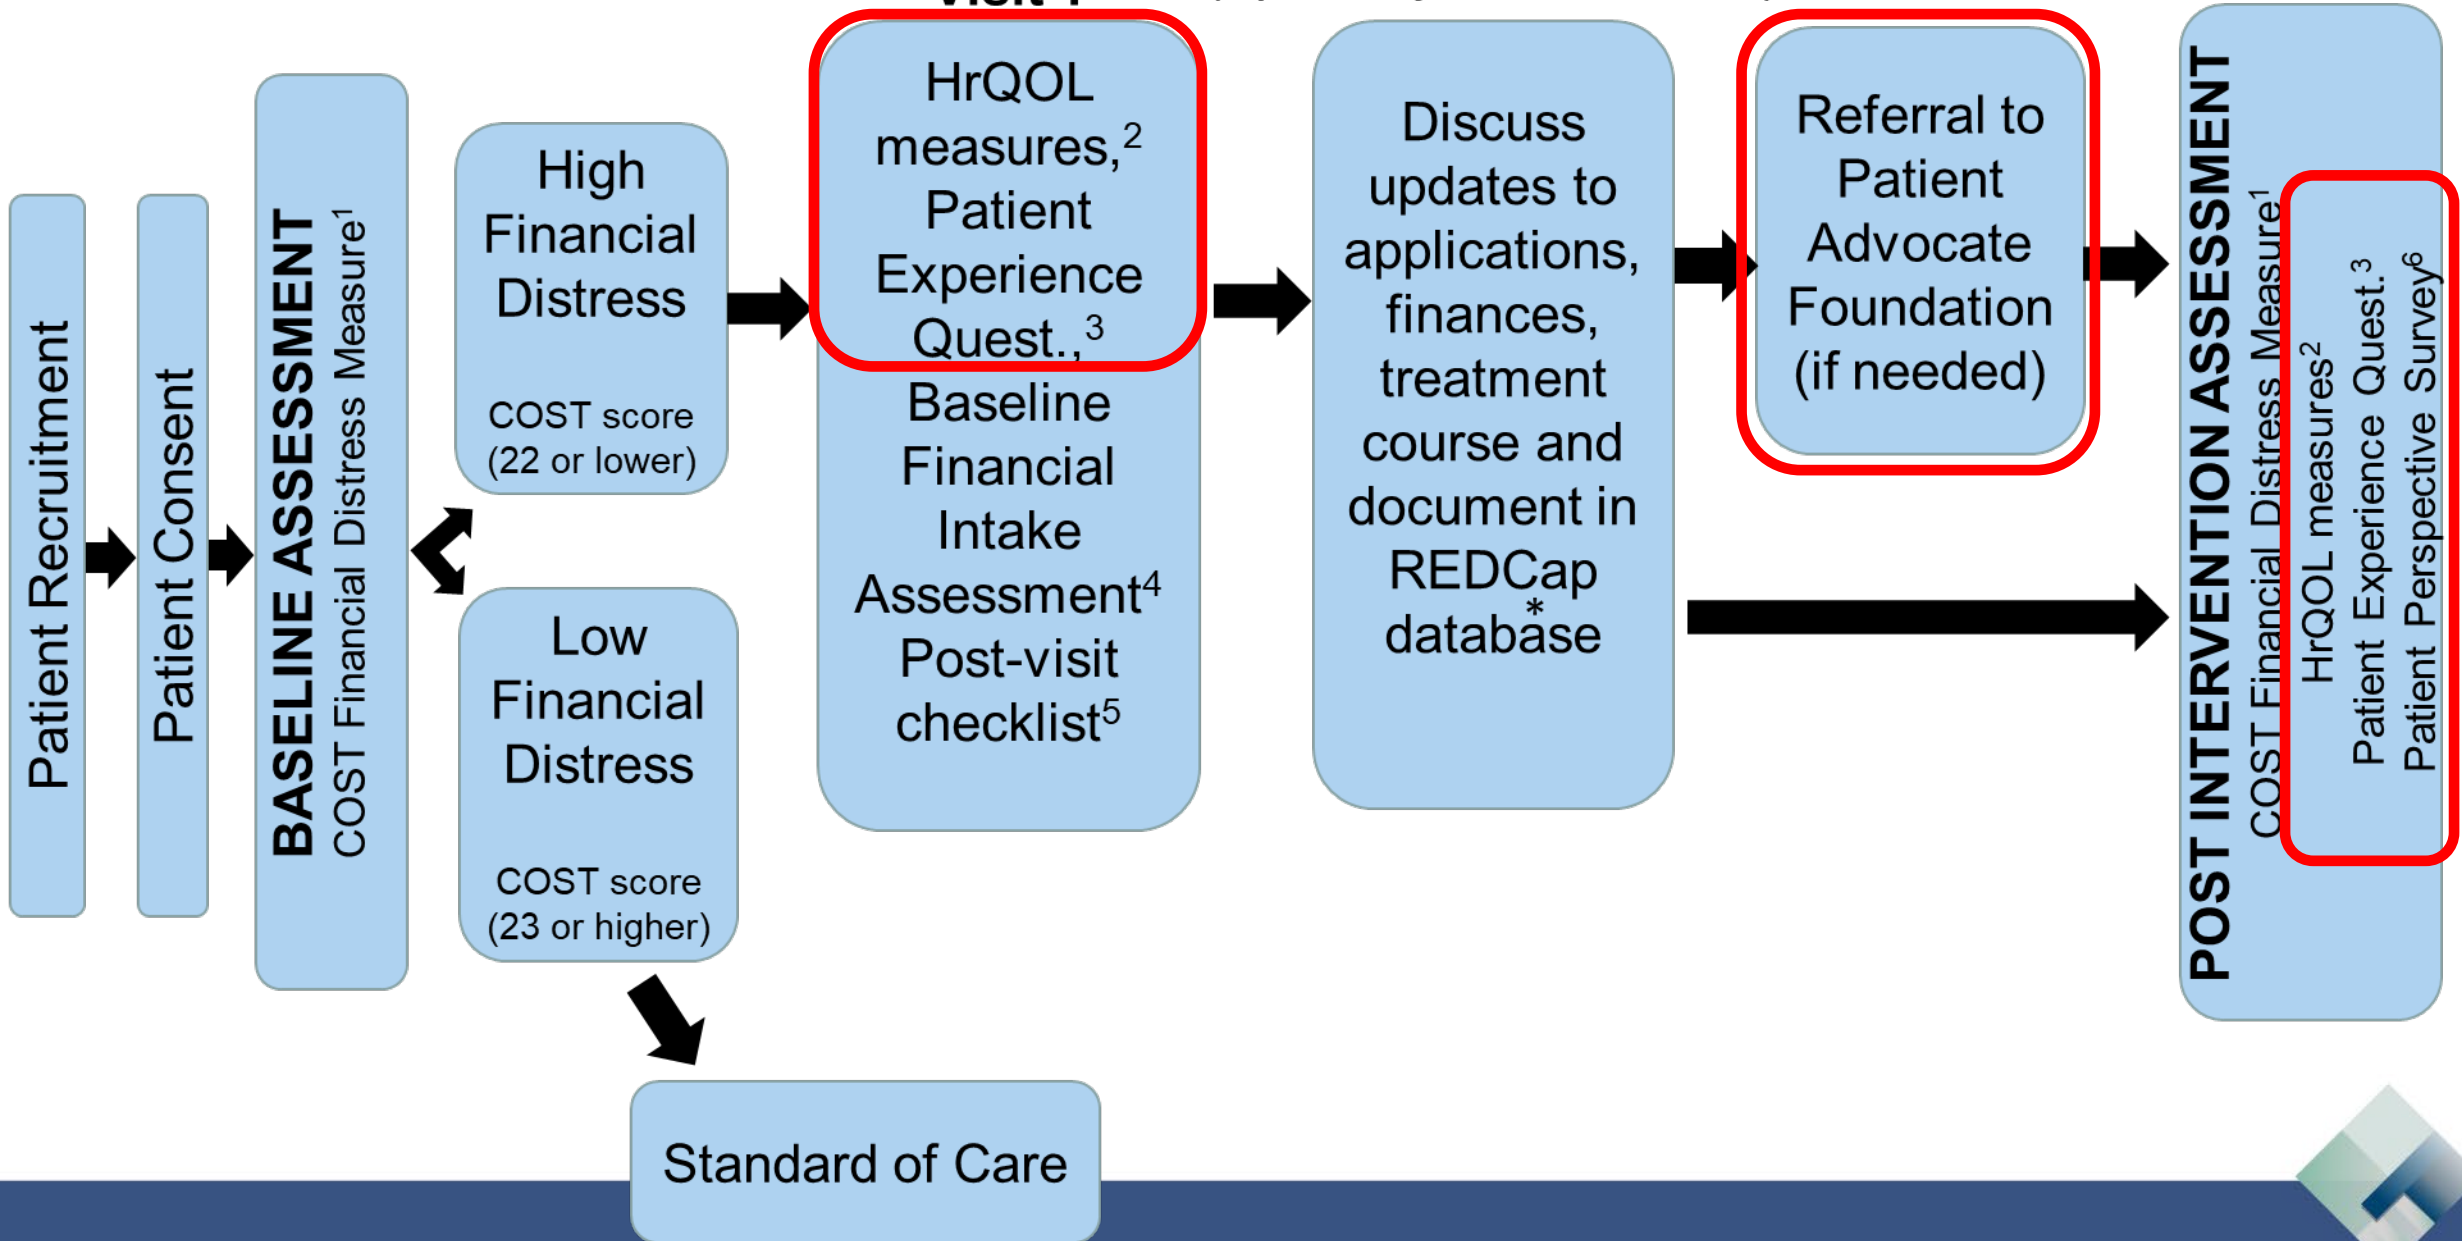 Patient Recruitment
Patient Consent
BASELINE ASSESSMENT
COST Financial Distress Measure1
High
Financial
Distress
COST score
(22 or lower)
Low
Financial
Distress
COST score
(23 or higher)
Standard of Care
HrQOL
measures,2
Patient
Experience
Quest.,3
Baseline
Financial
Intake
Assessment4
Post-visit
checklist5
Discuss
updates to
applications,
finances,
treatment
course and
document in
REDCap
database*
Referral to
Patient
Advocate
Foundation
(if needed)
POST INTERVENTION ASSESSMENT
COST Financial Distress Measure1
HrQOL measures2
Patient Experience Quest.3
Patient Perspective Survey6